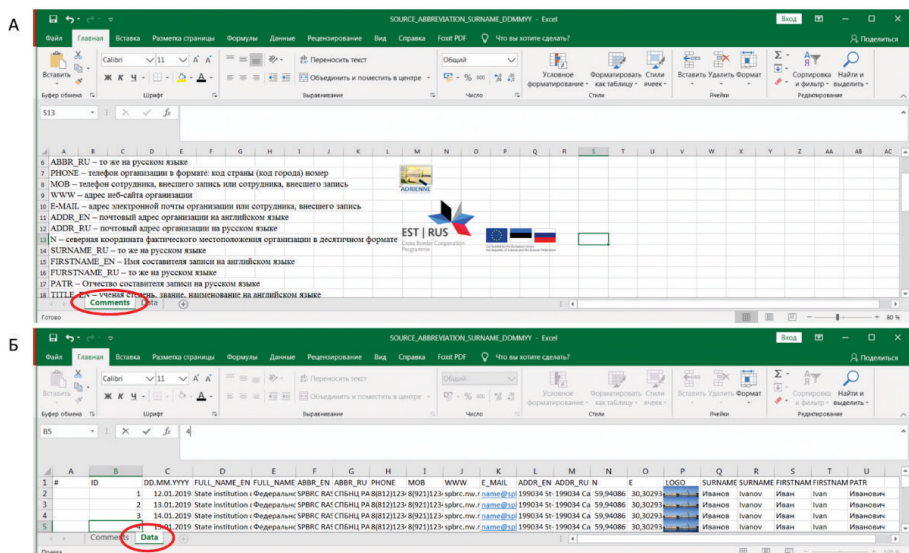 А
SOURCE_ABBREVIATION_SURNAME_DDMMYY - Excel
Вход
Файл Главная Вставка Разметка страницы Формулы Данные Рецензирование Вид Справка Foxit PDF Что вы хотите сделать? Поделиться
Вставить
Calibri 11
Ж К Ч
Переносить текст
Объединить и поместить в центре
Общий
Условное форматирование
Форматировать как таблицу
Стили ячеек
Вставить Удалить Формат
Сортировка и фильтр
Найти и выделить
Буфер обмена Шрифт Выравнивание Число Стили Ячейки Редактирование
S13
A B C D E F G H I J K L M N O P Q R S T U V W X Y Z AA AB AC
6 ABBR_RU – то же на русском языке
7 PHONE – телефон организации в формате: код страны (код города) номер
8 MOB – телефон сотрудника, внесшего запись или сотрудника, внесшего запись
9 WWW – адрес веб-сайта организации
10 E-MAIL – адрес электронной почты организации или сотрудника, внесшего запись
11 ADDR_EN – почтовый адрес организации на английском языке
12 ADDR_RU – почтовый адрес организации на русском языке
13 N – северная координата фактического местоположения организации в десятичном формате
14 SURNAME_RU – то же на русском языке
15 FIRSTNAME_EN – Имя составителя записи на английском языке
16 FURSTNAME_RU – то же на русском языке
17 PATR – Отчество составителя записи на русском языке
18 TITLE_EN – ученая степень, звание, наименование на английском языке
ADRIENNE
EST | RUS
Cross Border Cooperation
Programme
Comments Data
Готово
80 %
Б
SOURCE_ABBREVIATION_SURNAME_DDMMYY - Excel
Вход
Файл Главная Вставка Разметка страницы Формулы Данные Рецензирование Вид Справка Foxit PDF Что вы хотите сделать? Поделиться
Вставить
Calibri 11
Ж К Ч
Переносить текст
Объединить и поместить в центре
Общий
Условное форматирование
Форматировать как таблицу
Стили ячеек
Вставить Удалить Формат
Сортировка и фильтр
Найти и выделить
Буфер обмена Шрифт Выравнивание Число Стили Ячейки Редактирование
B5 4
A B C D E F G H I J K L M N O P Q R S T U
1 # ID DD.MM.YYYY FULL_NAME_EN FULL_NAME ABBR_EN ABBR_RU PHONE MOB WWW E_MAIL ADDR_EN ADDR_RU N E LOGO SURNAME SURNAME FIRSTNAM FIRSTNAM PATR
2 1 12.01.2019 State institution Федерально SPBRC RAS СПБНЦ РА 8(812)123 8(921)123 spbrc.nw.r name@spl 199034 St- 199034 Са 59,94086 30,30293 Иванов Ivanov Иван Ivan Иванович
3 2 13.01.2019 State institution Федерально SPBRC RAS СПБНЦ РА 8(812)123 8(921)123 spbrc.nw.r name@spl 199034 St- 199034 Са 59,94086 30,30293 Иванов Ivanov Иван Ivan Иванович
4 3 14.01.2019 State institution Федерально SPBRC RAS СПБНЦ РА 8(812)123 8(921)123 spbrc.nw.r name@spl 199034 St- 199034 Са 59,94086 30,30293 Иванов Ivanov Иван Ivan Иванович
5 4 15.01.2019 State institution Федерально SPBRC RAS СПБНЦ РА 8(812)123 8(921)123 spbrc.nw.r name@spl 199034 St- 199034 Са 59,94086 30,30293 Иванов Ivanov Иван Ivan Иванович
Comments Data